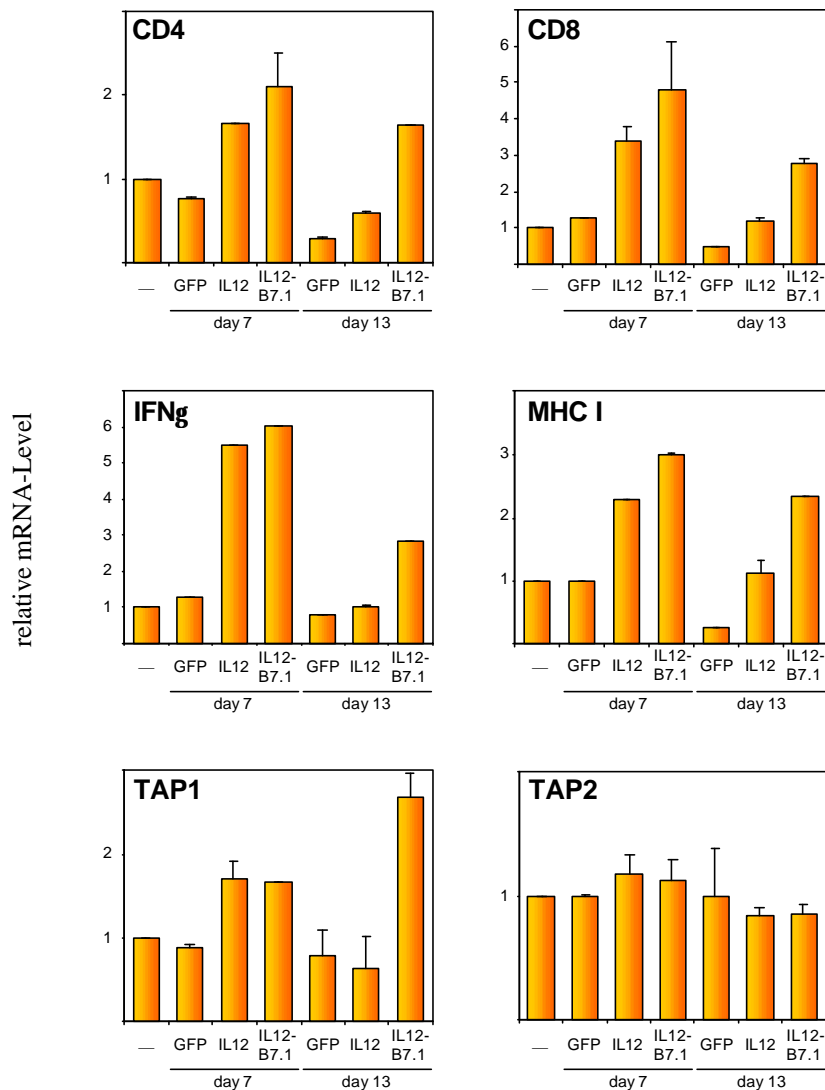 CD4
2
1
—
GFP
IL12
IL12-
B7.1
GFP
IL12
IL12-
B7.1
day 7
day 13
CD8
6
5
3
2
1
—
GFP
IL12
IL12-
B7.1
GFP
IL12
IL12-
B7.1
day 7
day 13
relative mRNA-Level
IFNg
6
5
4
3
2
1
—
GFP
IL12
IL12-
B7.1
GFP
IL12
IL12-
B7.1
day 7
day 13
MHC I
3
1
—
GFP
IL12
IL12-
B7.1
GFP
IL12
IL12-
B7.1
day 7
day 13
TAP1
2
1
—
GFP
IL12
IL12-
B7.1
GFP
IL12
IL12-
B7.1
day 7
day 13
TAP2
1
—
GFP
IL12
IL12-
B7.1
GFP
IL12
IL12-
B7.1
day 7
day 13